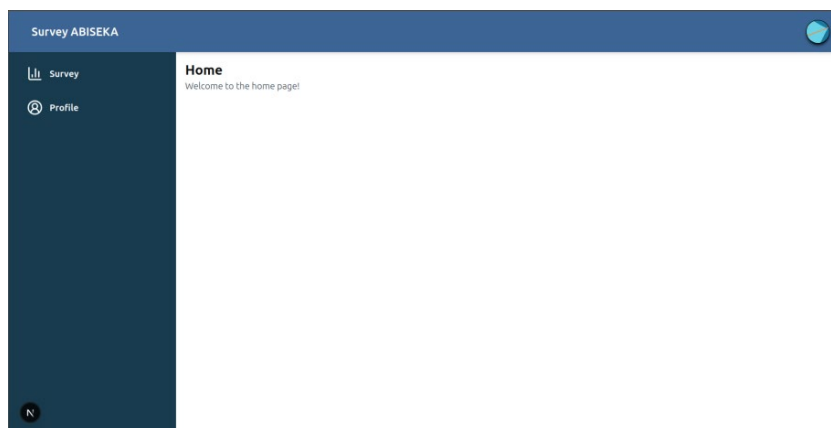 Survey ABISEKA
Survey
Profile
Home
Welcome to the home page!
N